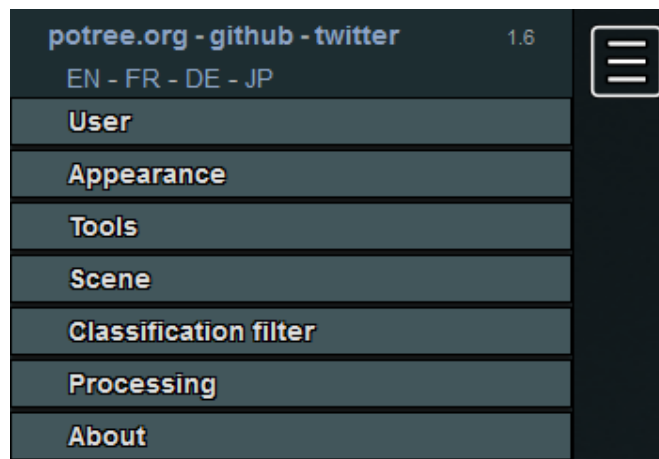 potree.org - github - twitter 1.6
EN - FR - DE - JP
User
Appearance
Tools
Scene
Classification filter
Processing
About